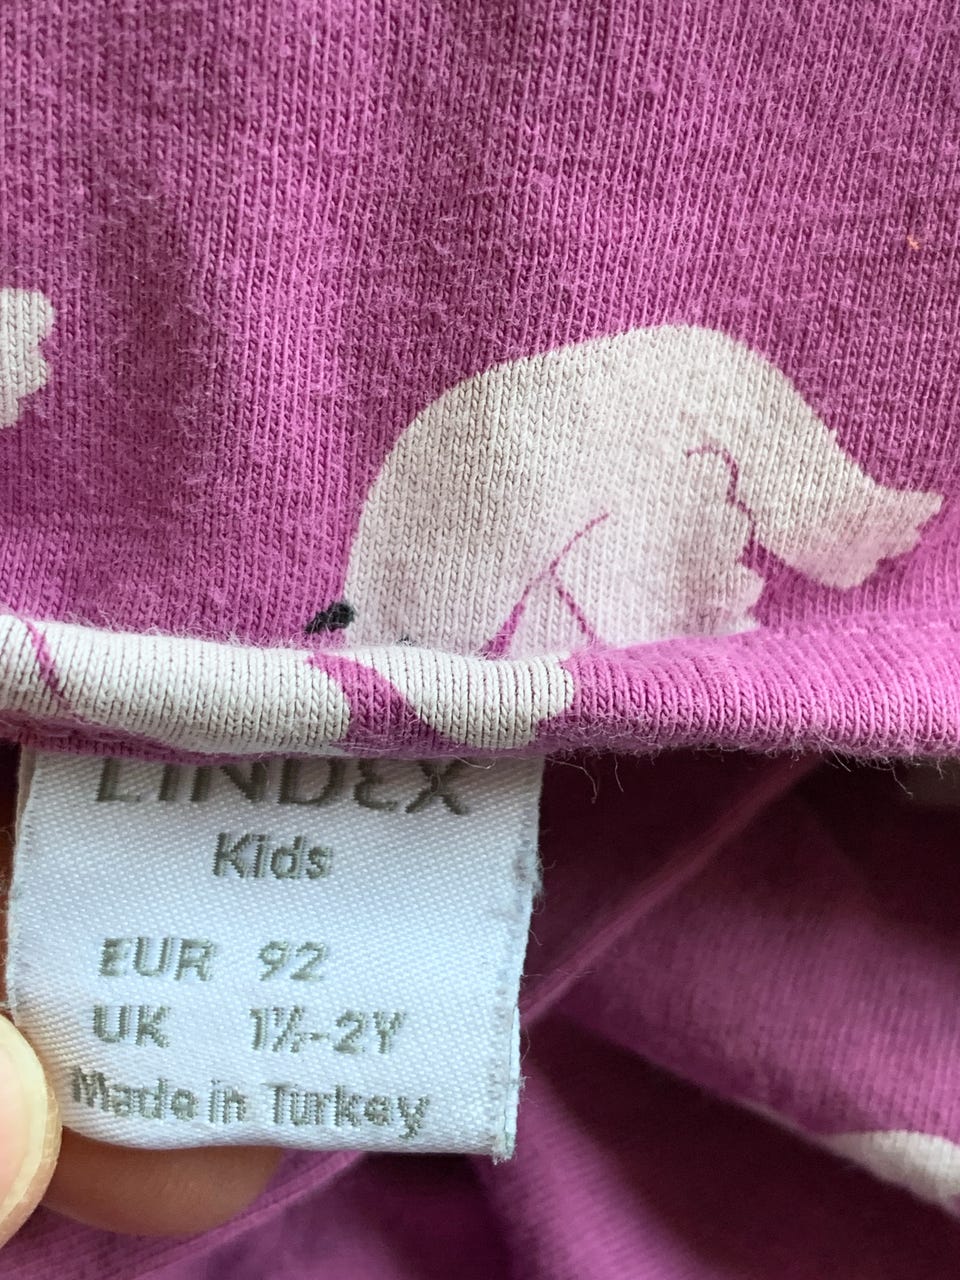 LINDEX
Kids
EUR 92
UK 1½-2Y
Made in Turkey